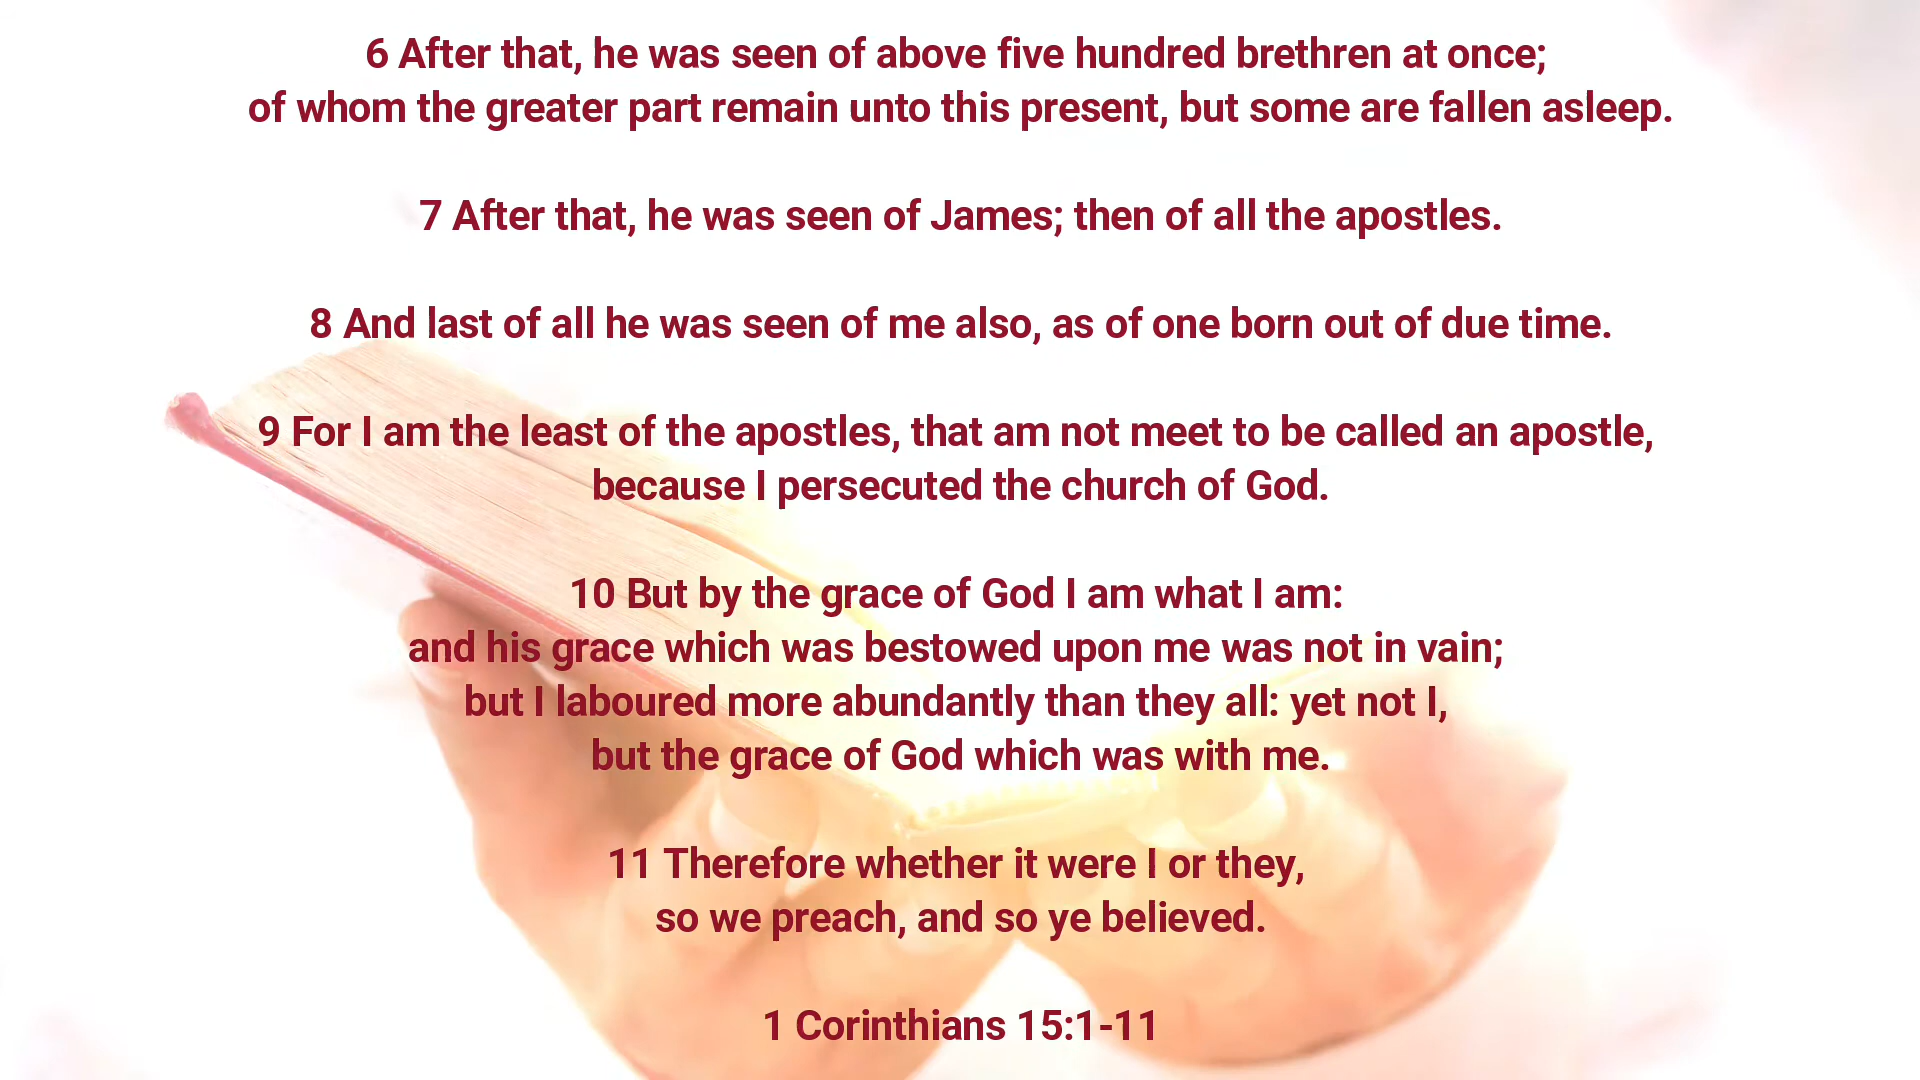 6 After that, he was seen of above five hundred brethren at once;
of whom the greater part remain unto this present, but some are fallen asleep.
7 After that, he was seen of James; then of all the apostles.
8 And last of all he was seen of me also, as of one born out of due time.
9 For I am the least of the apostles, that am not meet to be called an apostle,
because I persecuted the church of God.
10 But by the grace of God I am what I am:
and his grace which was bestowed upon me was not in vain;
but I laboured more abundantly than they all: yet not I,
but the grace of God which was with me.
11 Therefore whether it were I or they,
so we preach, and so ye believed.
1 Corinthians 15:1-11